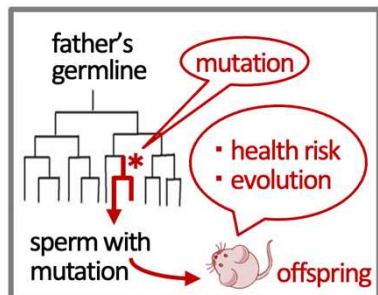 father's
germline
mutation
*
・health risk
・evolution
sperm with
mutation
offspring